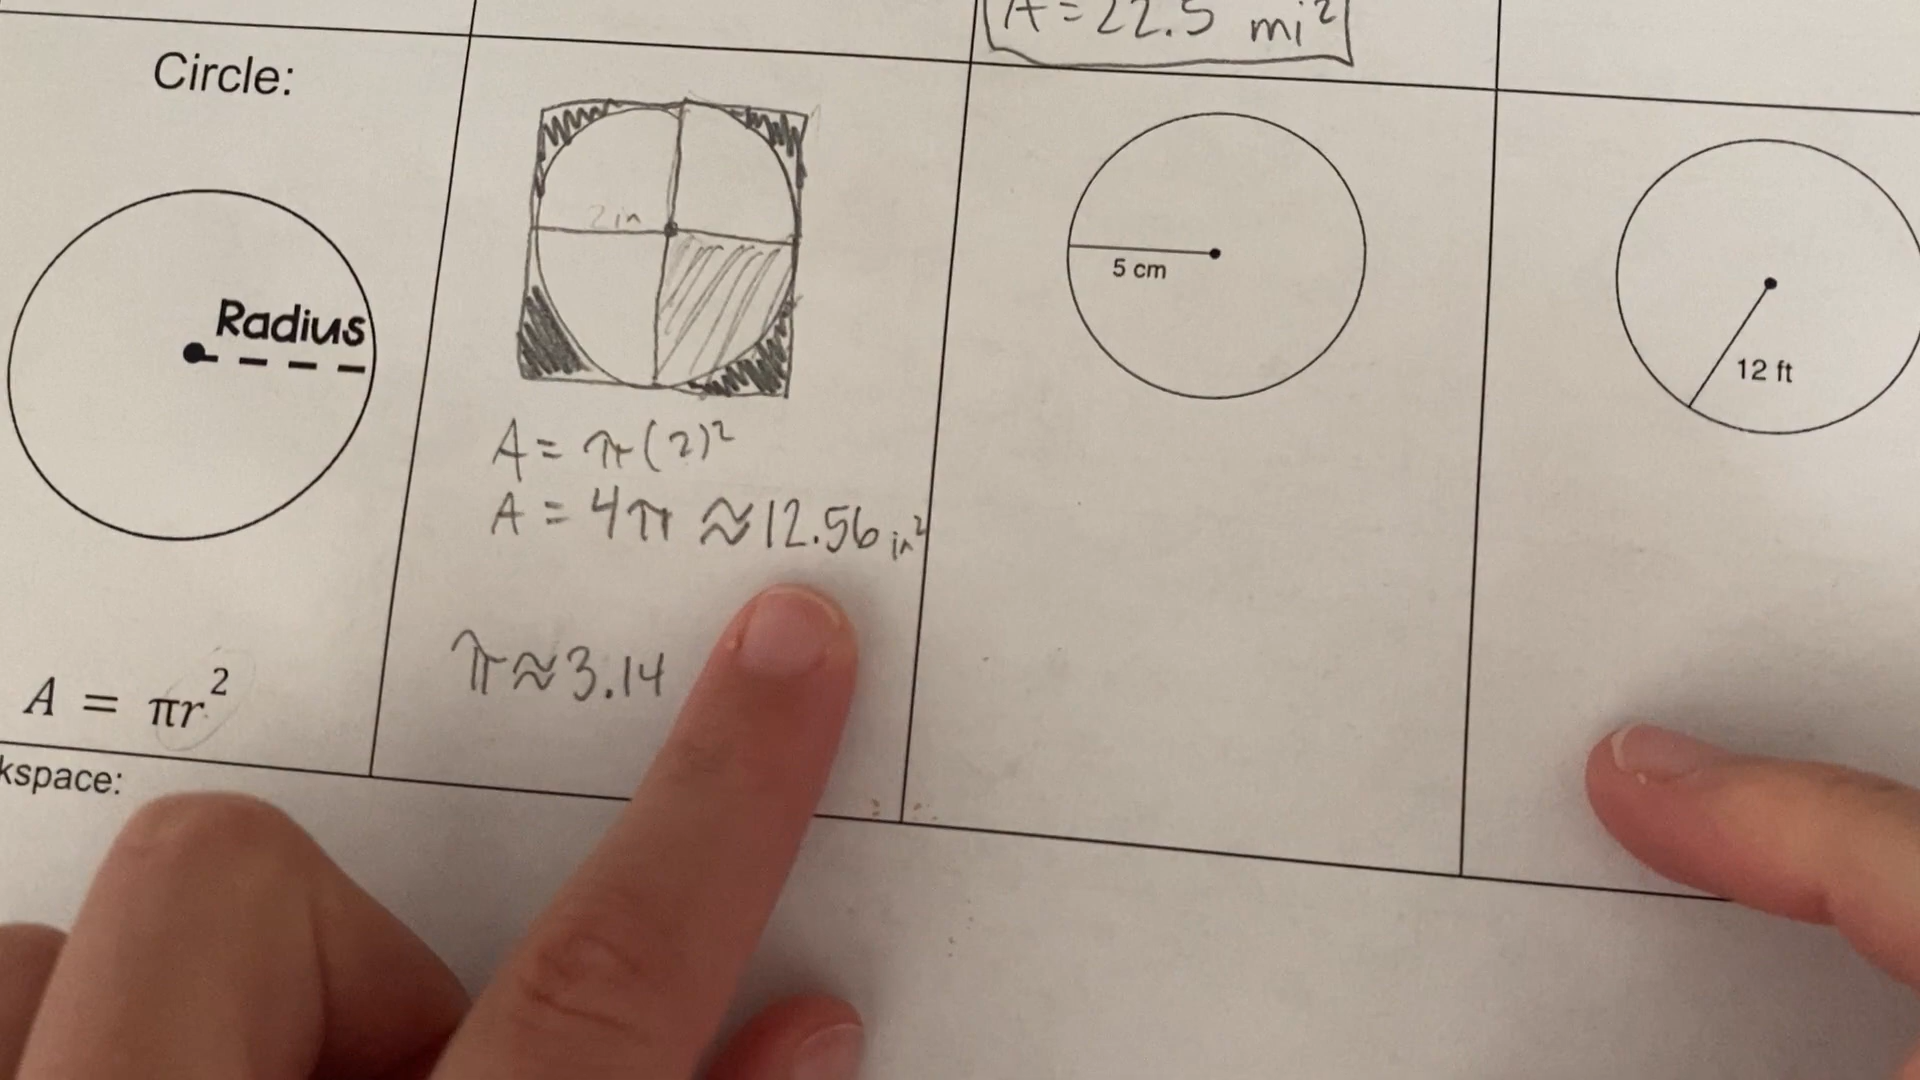 A = 22.5 mi²
Circle:
2 in
5 cm
Radius
12 ft
A = π(2)²
A = 4π ≈ 12.56 in²
π ≈ 3.14
A = πr²
kspace: